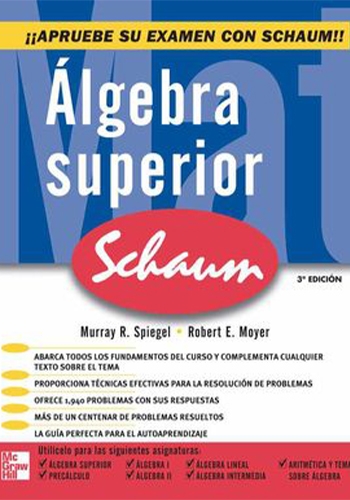 ¡¡APRUEBE SU EXAMEN CON SCHAUM!!
Mat
Álgebra
superior
Schaum
3ª EDICIÓN
Murray R. Spiegel • Robert E. Moyer
ABARCA TODOS LOS FUNDAMENTOS DEL CURSO Y COMPLEMENTA CUALQUIER
TEXTO SOBRE EL TEMA
PROPORCIONA TÉCNICAS EFECTIVAS PARA LA RESOLUCIÓN DE PROBLEMAS
OFRECE 1,940 PROBLEMAS CON SUS RESPUESTAS
MÁS DE UN CENTENAR DE PROBLEMAS RESUELTOS
LA GUÍA PERFECTA PARA EL AUTOAPRENDIZAJE
Mc
Graw
Hill
Utilícelo para las siguientes asignaturas:
✓ ÁLGEBRA SUPERIOR ✓ ÁLGEBRA I ✓ ÁLGEBRA LINEAL ✓ ARITMÉTICA Y TEMA
✓ PRECÁLCULO ✓ ÁLGEBRA II ✓ ÁLGEBRA INTERMEDIA SOBRE ÁLGEBRA